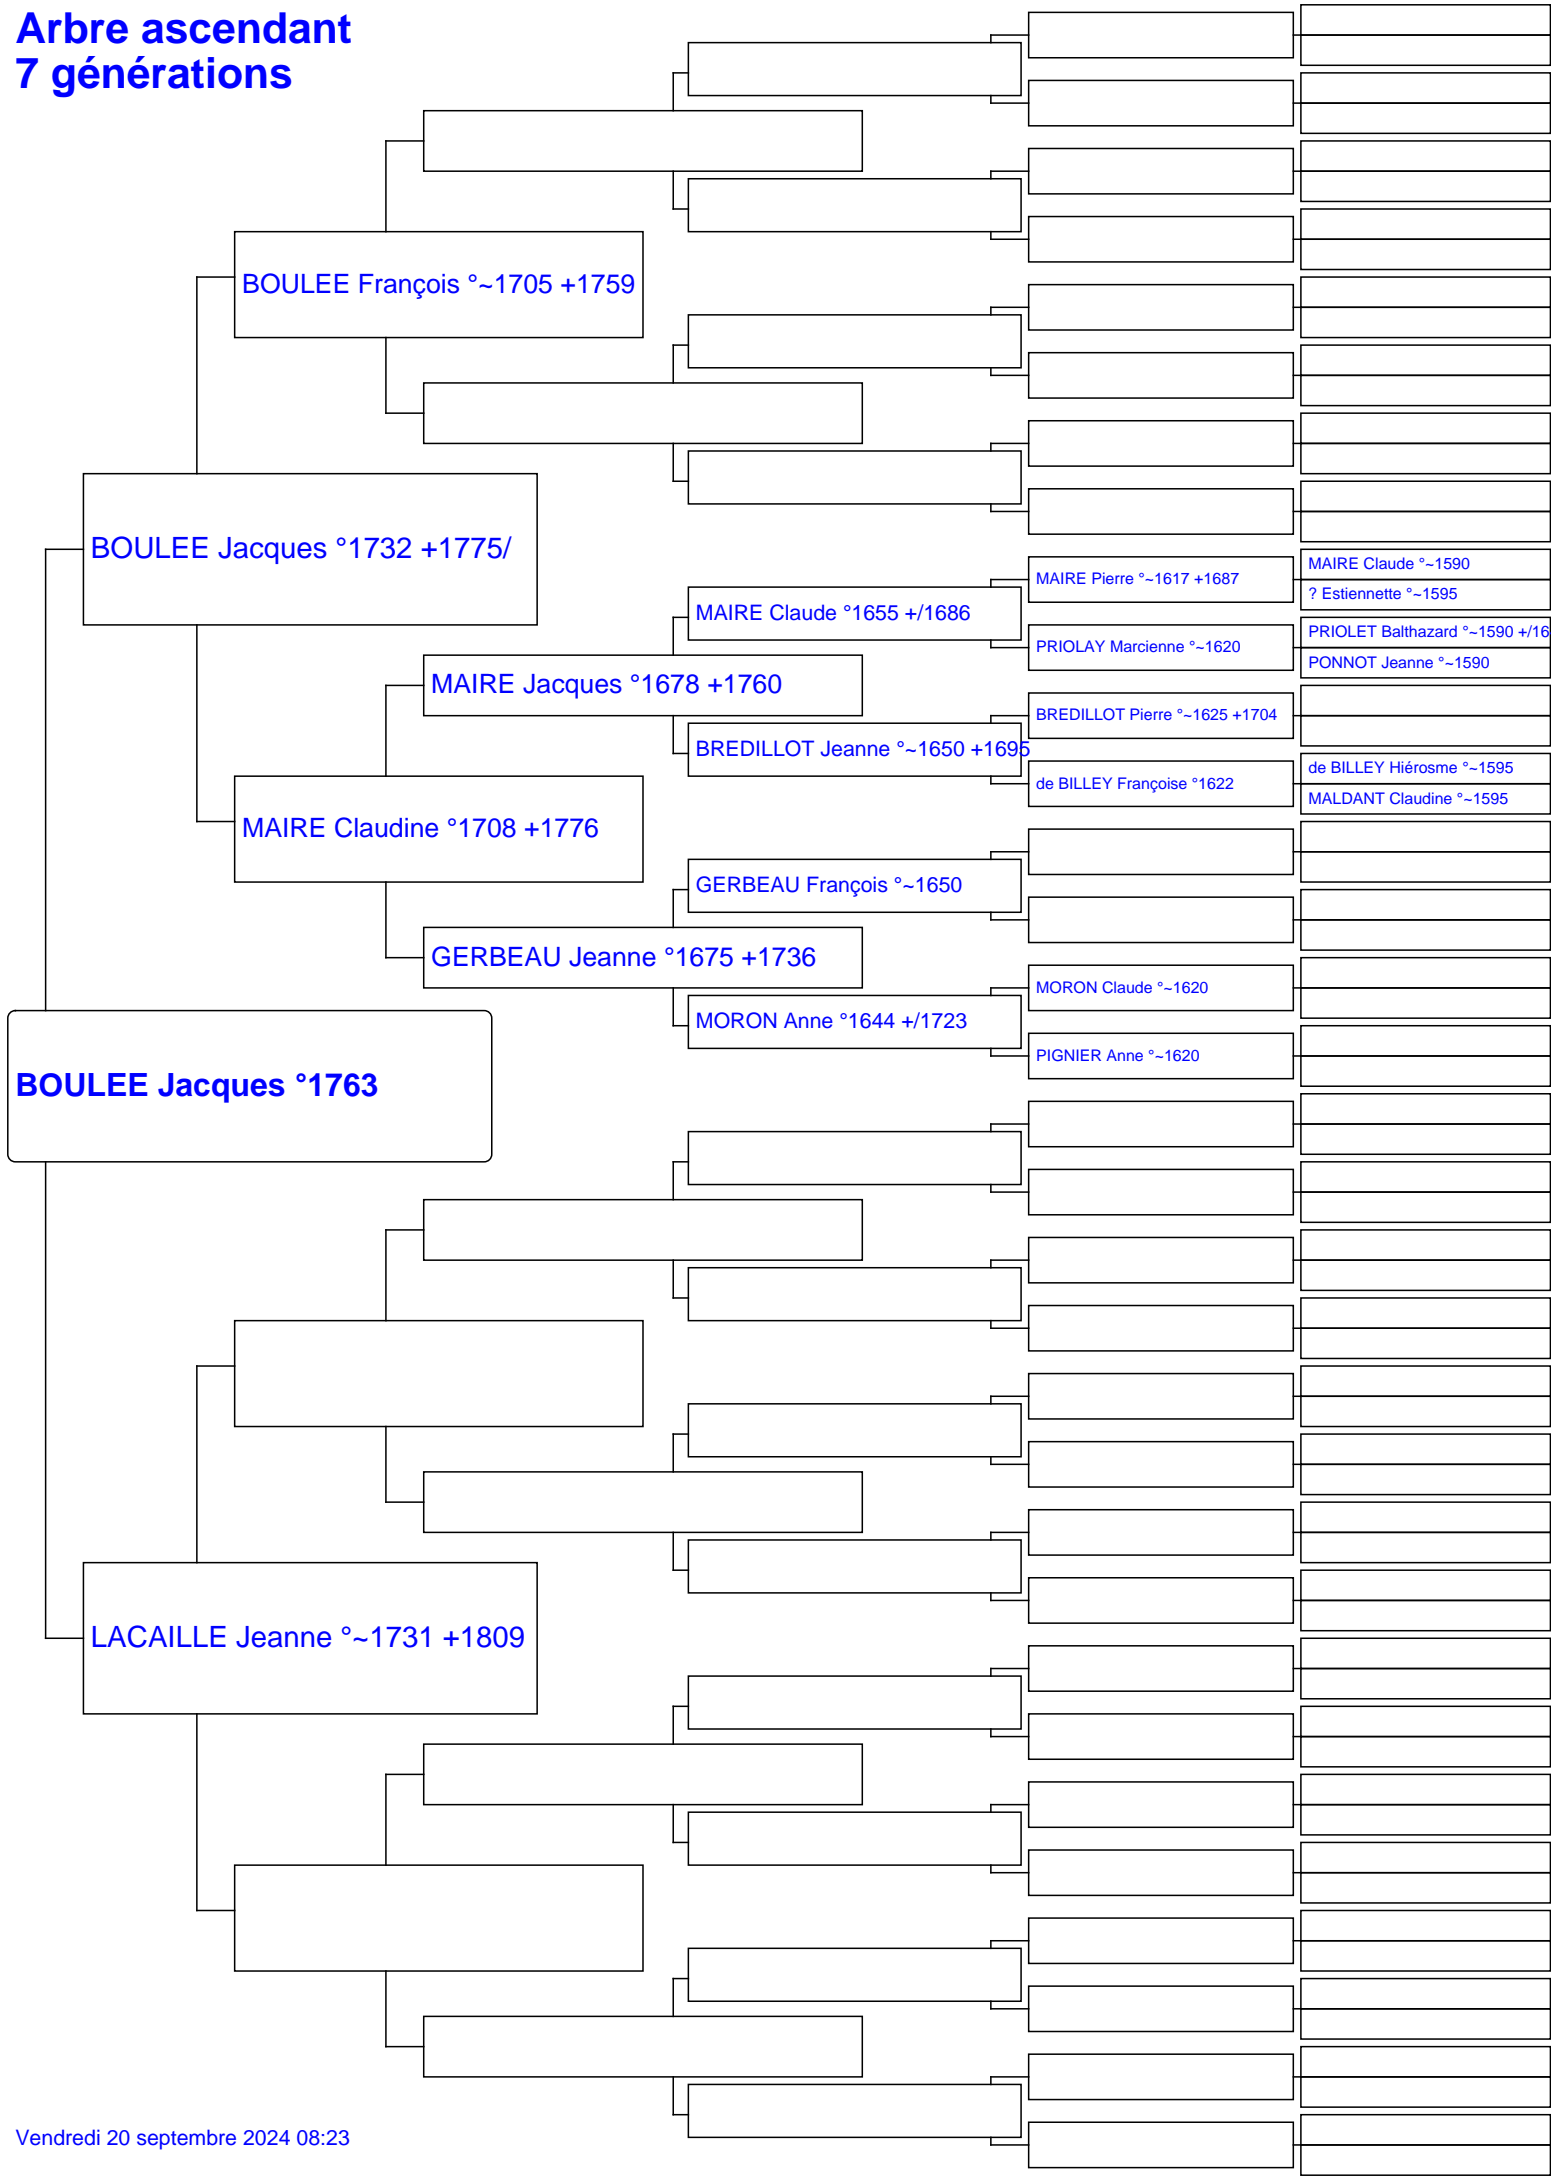 Arbre ascendant
7 générations
BOULEE François °~1705 +1759
BOULEE Jacques °1732 +1775/
MAIRE Pierre °~1617 +1687
MAIRE Claude °~1590
? Estiennette °~1595
MAIRE Claude °1655 +/1686
PRIOLAY Marcienne °~1620
PRIOLET Balthazard °~1590 +/16
PONNOT Jeanne °~1590
MAIRE Jacques °1678 +1760
BREDILLOT Pierre °~1625 +1704
BREDILLOT Jeanne °~1650 +1695
de BILLEY Françoise °1622
de BILLEY Hiérosme °~1595
MALDANT Claudine °~1595
MAIRE Claudine °1708 +1776
GERBEAU François °~1650
GERBEAU Jeanne °1675 +1736
MORON Claude °~1620
MORON Anne °1644 +/1723
PIGNIER Anne °~1620
BOULEE Jacques °1763
LACAILLE Jeanne °~1731 +1809
Vendredi 20 septembre 2024 08:23